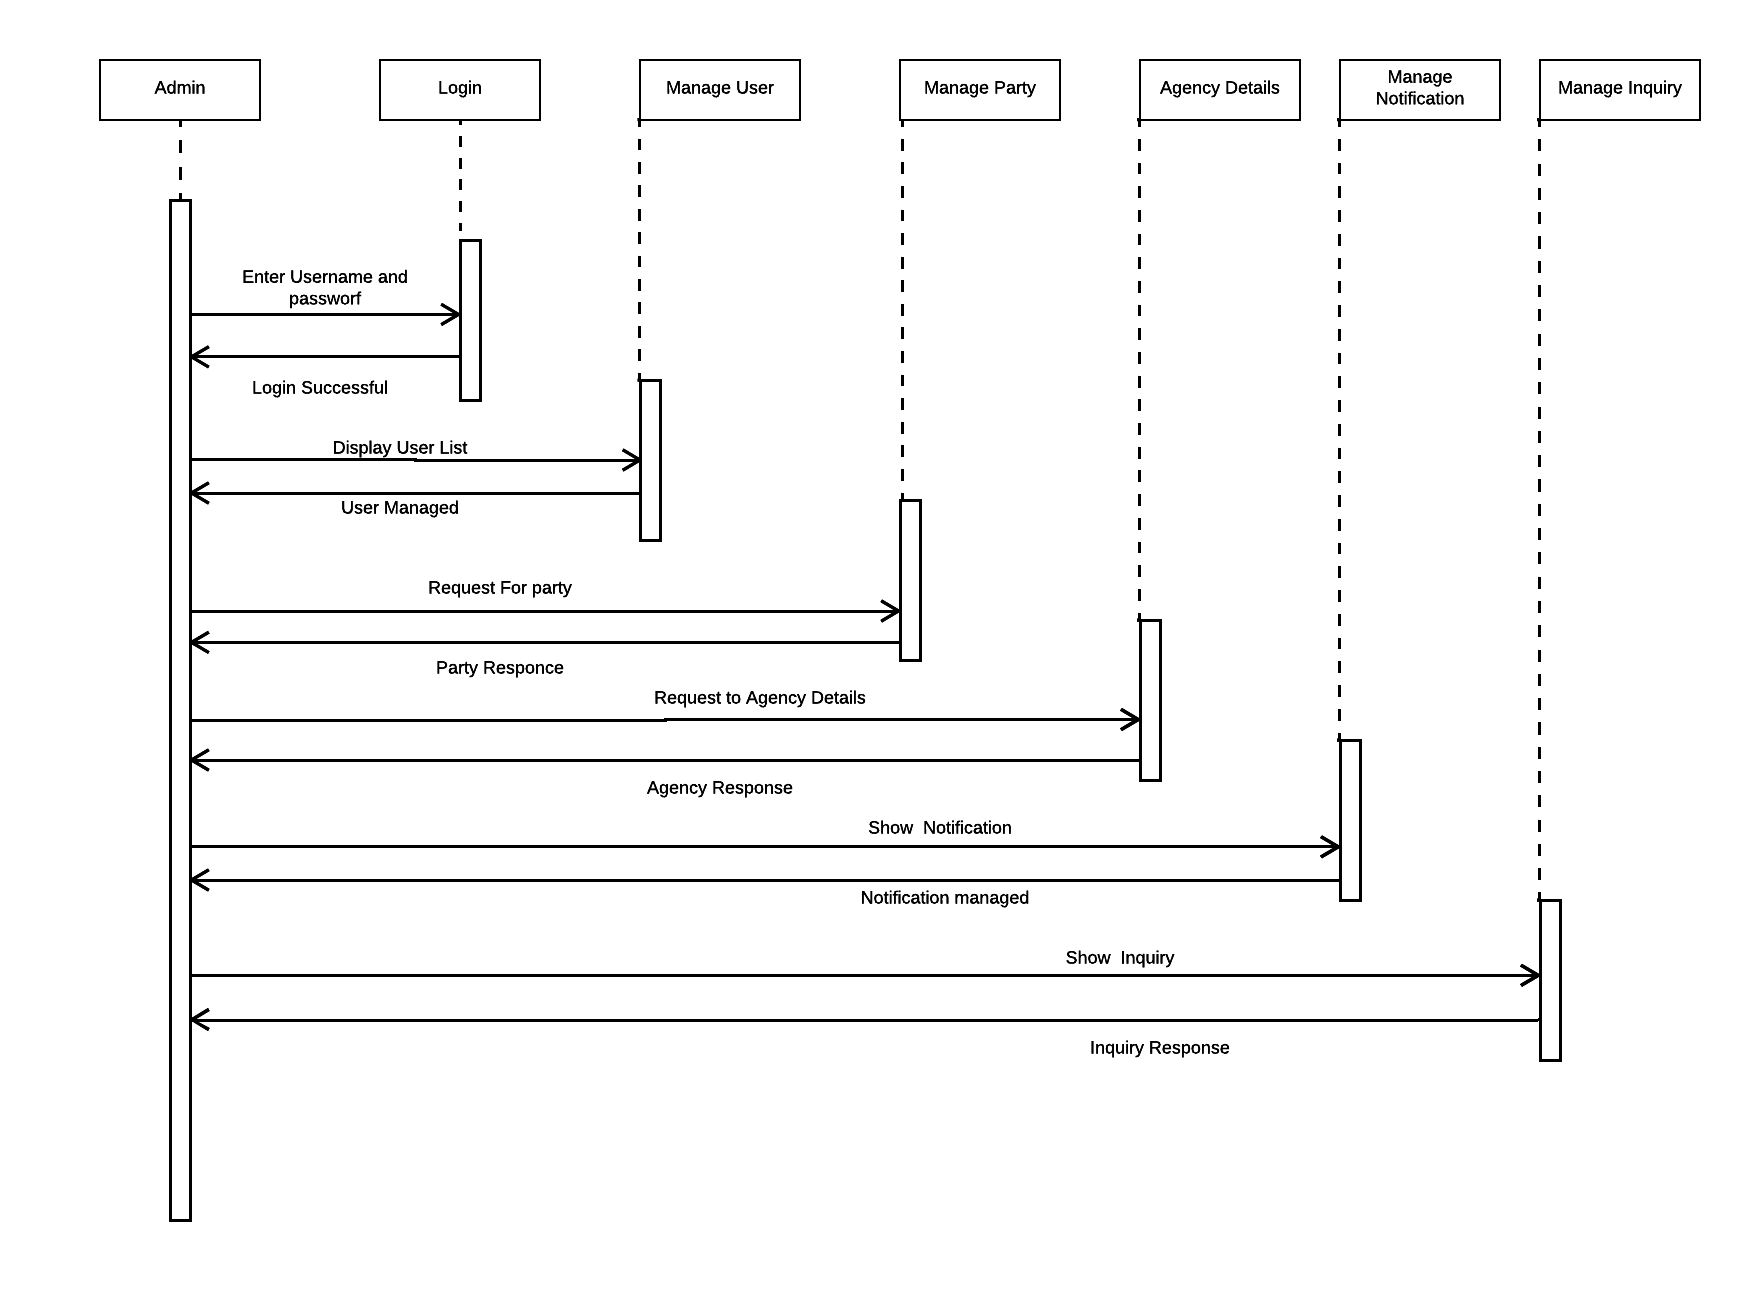 Admin
Login
Manage User
Manage Party
Agency Details
Manage
Notification
Manage Inquiry
Enter Username and
passworf
Login Successful
Display User List
User Managed
Request For party
Party Responce
Request to Agency Details
Agency Response
Show  Notification
Notification managed
Show  Inquiry
Inquiry Response